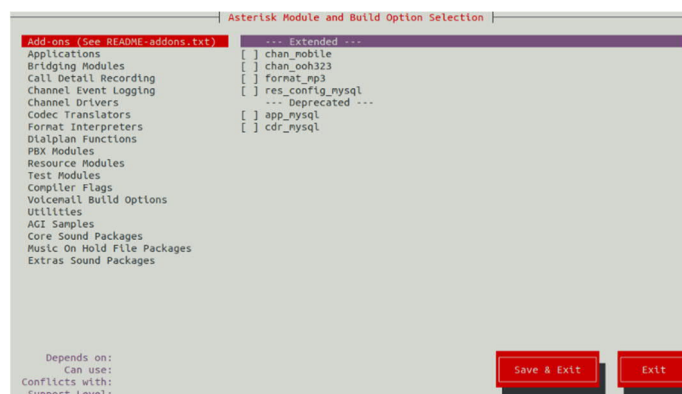 Asterisk Module and Build Option Selection
Add-ons (See README-addons.txt)
Applications
Bridging Modules
Call Detail Recording
Channel Event Logging
Channel Drivers
Codec Translators
Format Interpreters
Dialplan Functions
PBX Modules
Resource Modules
Test Modules
Compiler Flags
Voicemail Build Options
Utilities
AGI Samples
Core Sound Packages
Music On Hold File Packages
Extras Sound Packages
--- Extended ---
[ ] chan_mobile
[ ] chan_ooh323
[ ] format_mp3
[ ] res_config_mysql
--- Deprecated ---
[ ] app_mysql
[ ] cdr_mysql
Depends on:
Can use:
Conflicts with:
Support Level:
Save & Exit
Exit